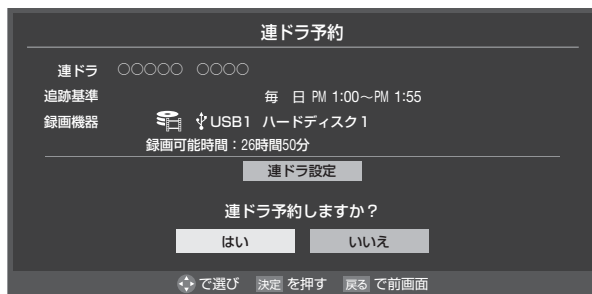 連ドラ予約
連ドラ ○○○○○ ○○○○
追跡基準 毎 日 PM 1:00～PM 1:55
録画機器 USB1 ハードディスク1
録画可能時間：26時間50分
連ドラ設定
連ドラ予約しますか？
はい いいえ
で選び 決定 を押す 戻る で前画面